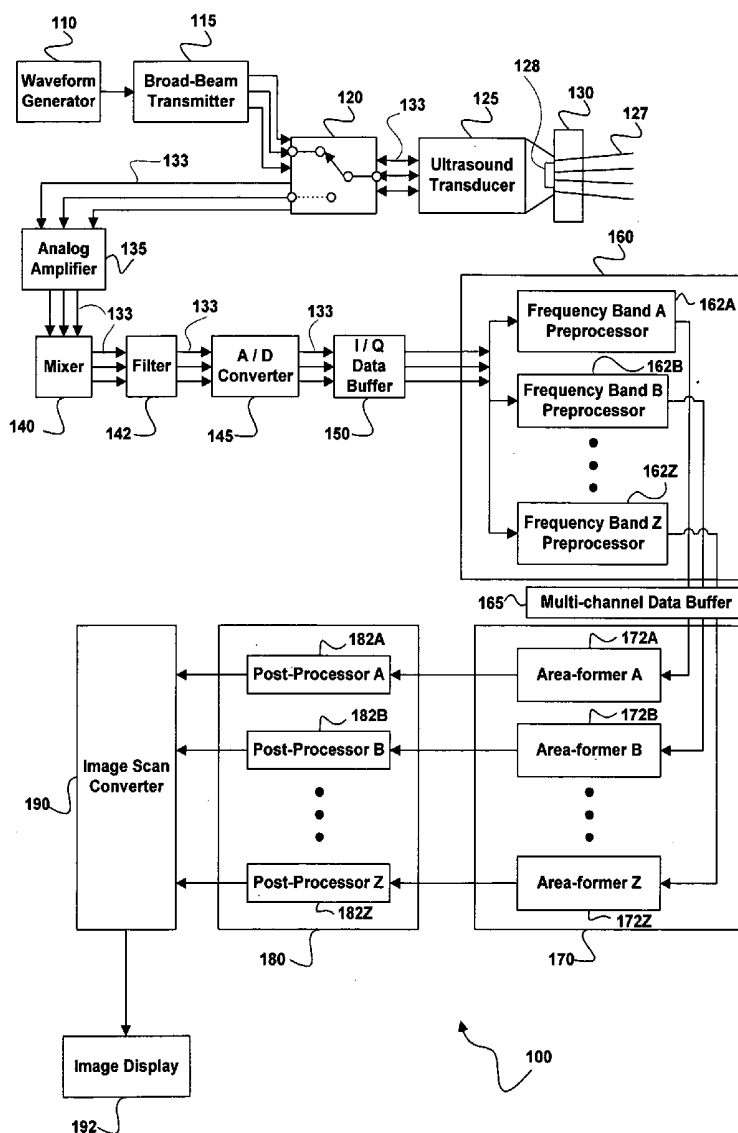 110
115
Waveform
Generator
Broad-Beam
Transmitter
120
133
125
128
130
127
Ultrasound
Transducer
133
Analog
Amplifier
135
133
Mixer
140
133
Filter
142
A / D
Converter
145
133
I / Q
Data
Buffer
150
160
Frequency Band A
Preprocessor
162A
162B
Frequency Band B
Preprocessor
162Z
Frequency Band Z
Preprocessor
165
Multi-channel Data Buffer
182A
Post-Processor A
172A
Area-former A
182B
Post-Processor B
172B
Area-former B
Image Scan
Converter
190
Post-Processor Z
182Z
Area-former Z
172Z
180
170
Image Display
192
100